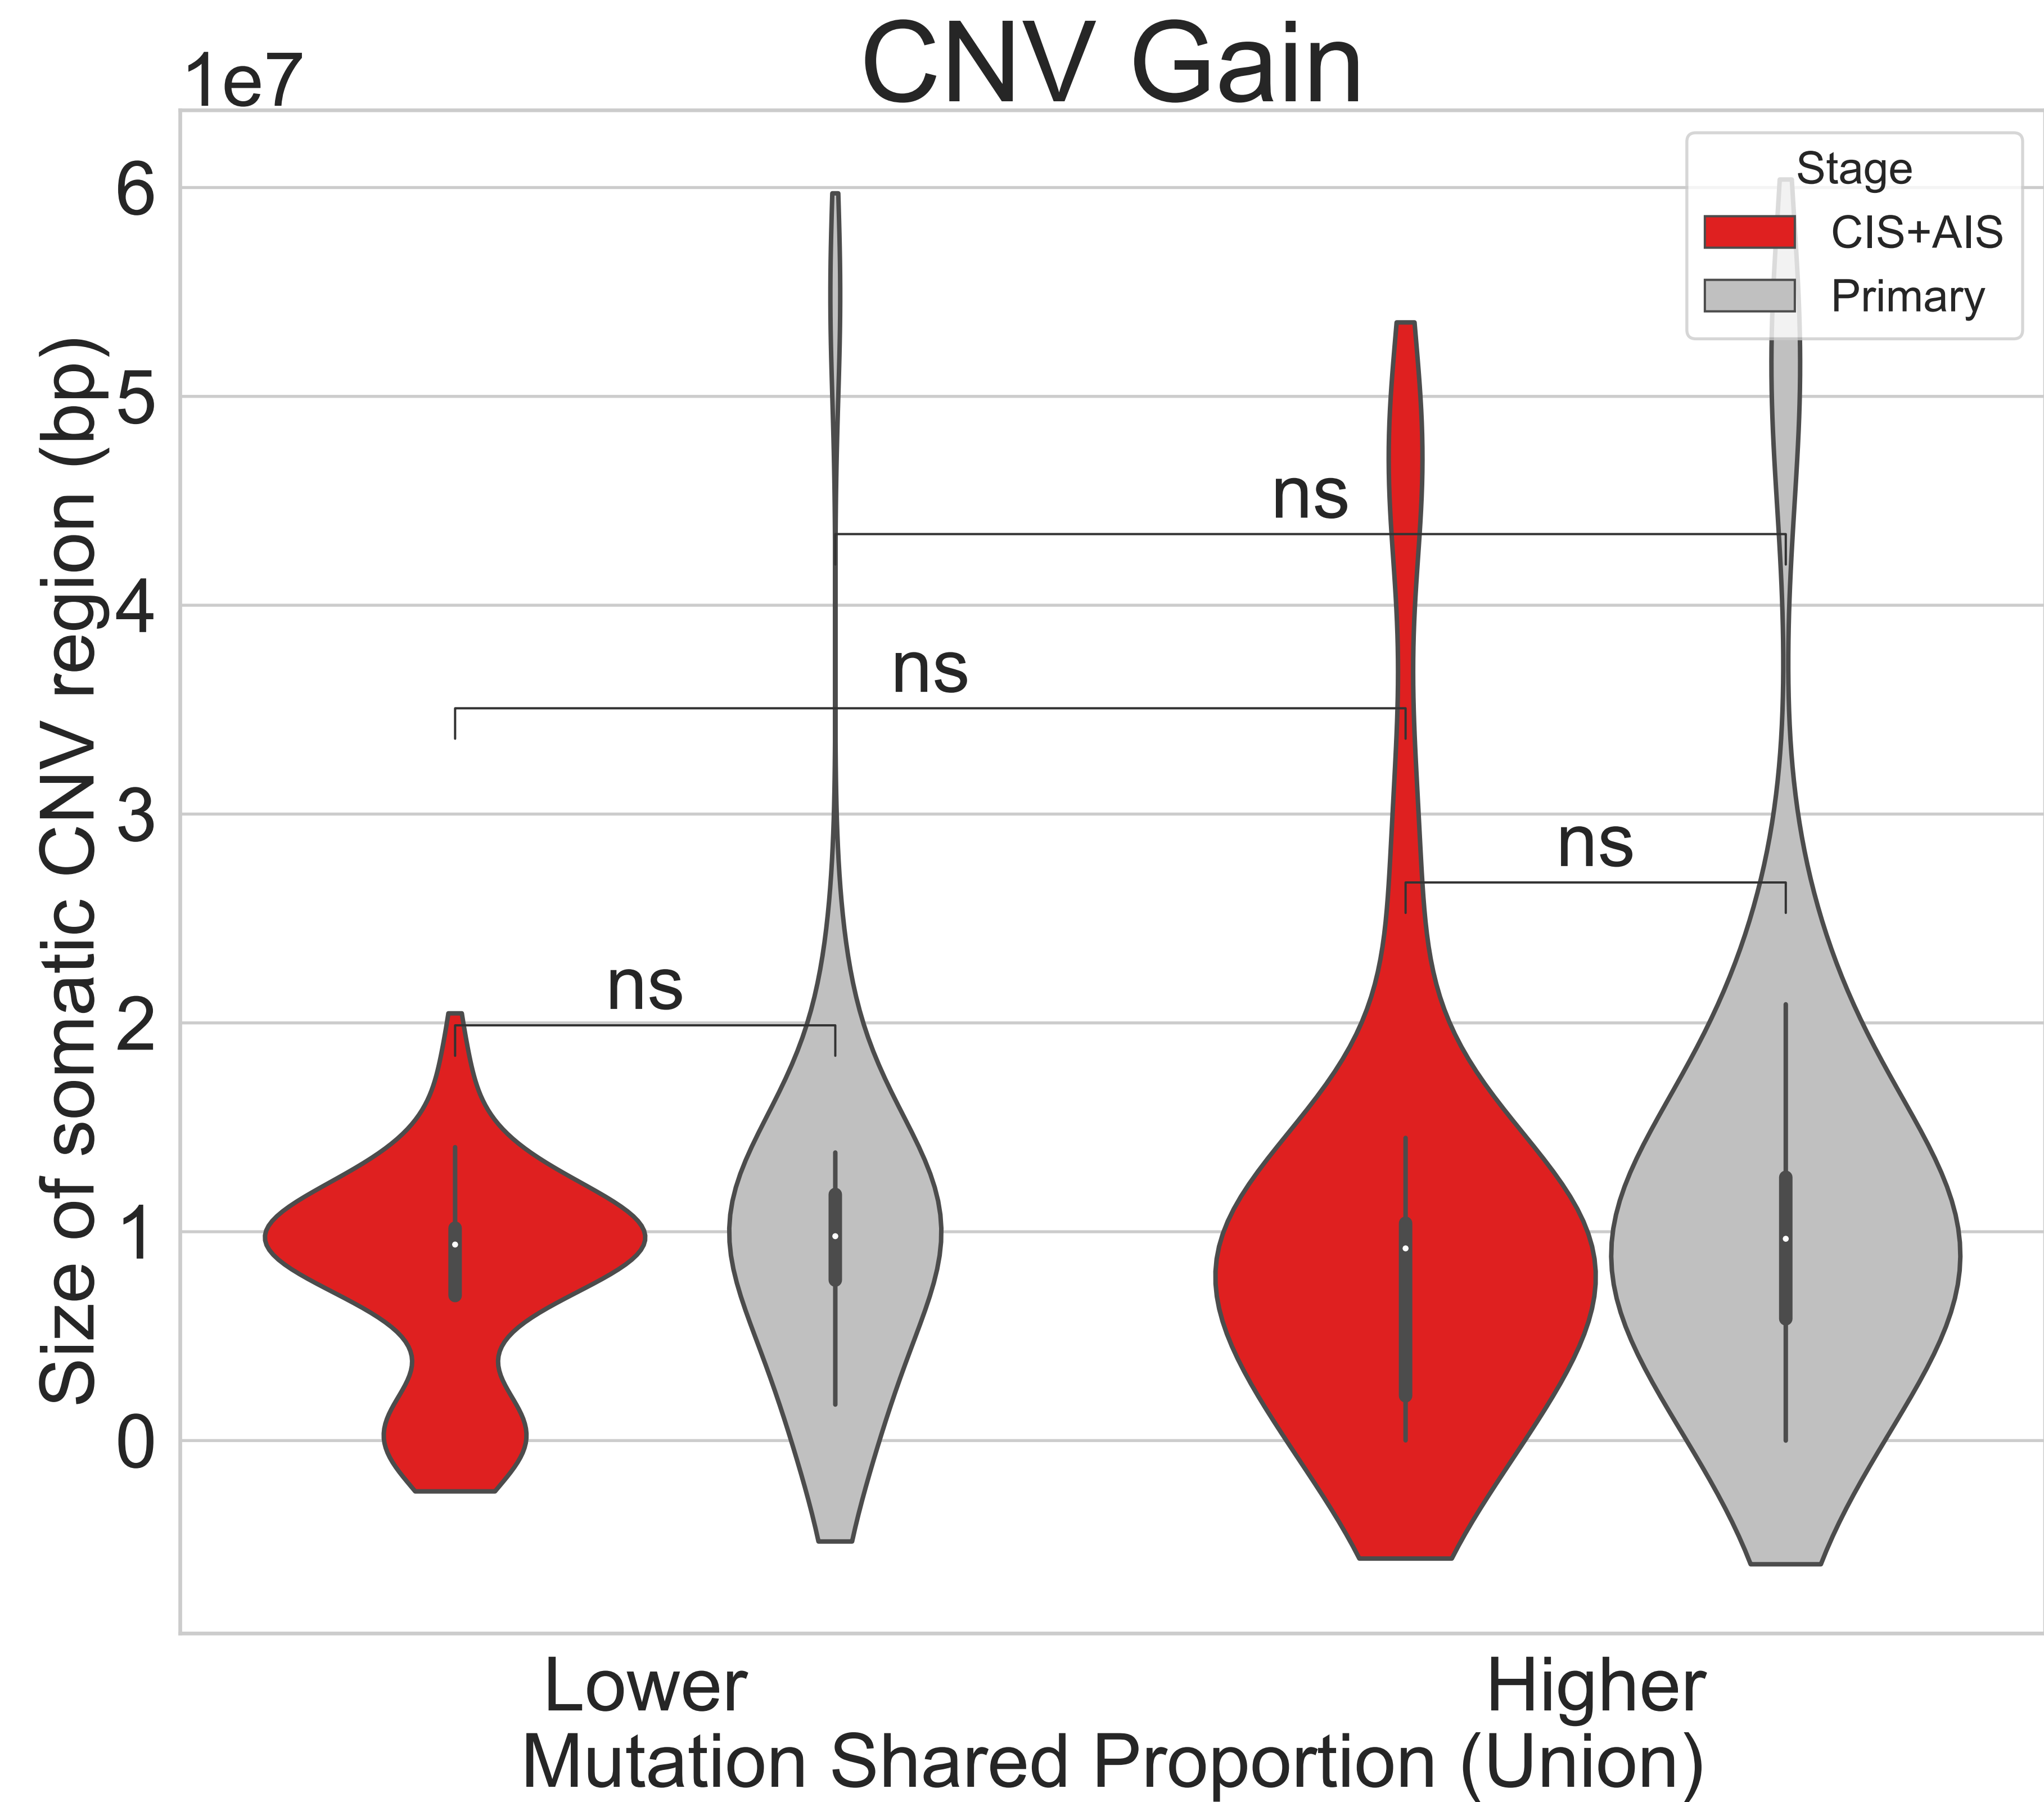 CNV Gain
1e7
Stage
CIS+AIS
Primary
6
5
4
3
2
1
0
Size of somatic CNV region (bp)
ns
ns
ns
ns
Lower
Higher
Mutation Shared Proportion (Union)